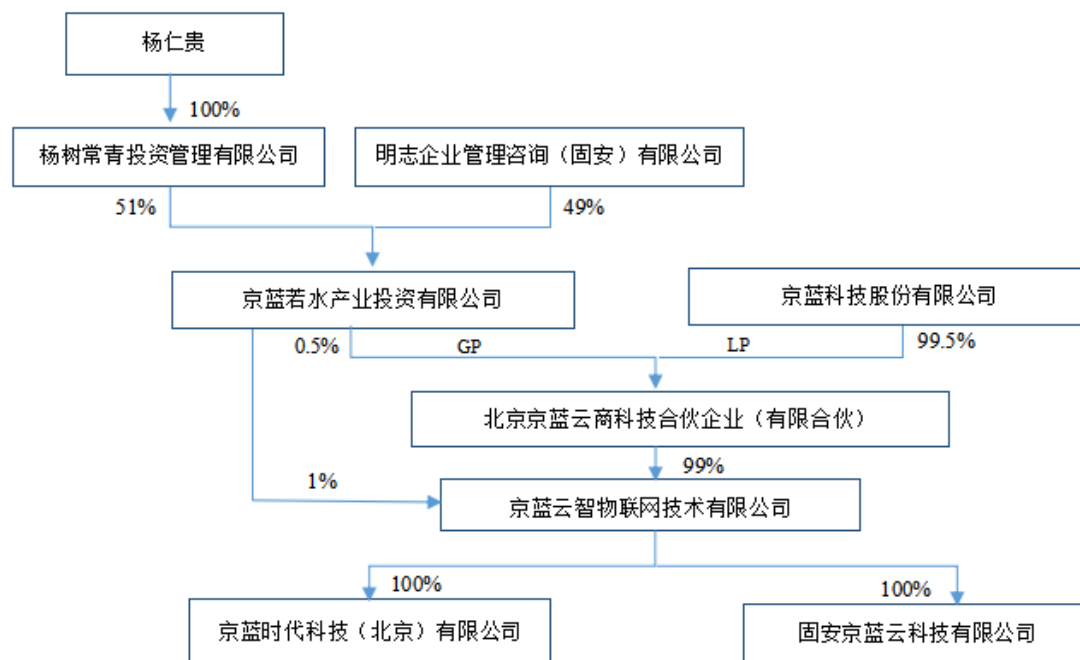 杨仁贵
100%
杨树常青投资管理有限公司
明志企业管理咨询（固安）有限公司
51%
49%
京蓝若水产业投资有限公司
京蓝科技股份有限公司
0.5%
GP
LP
99.5%
北京京蓝云商科技合伙企业（有限合伙）
99%
1%
京蓝云智物联网技术有限公司
100%
100%
京蓝时代科技（北京）有限公司
固安京蓝云科技有限公司